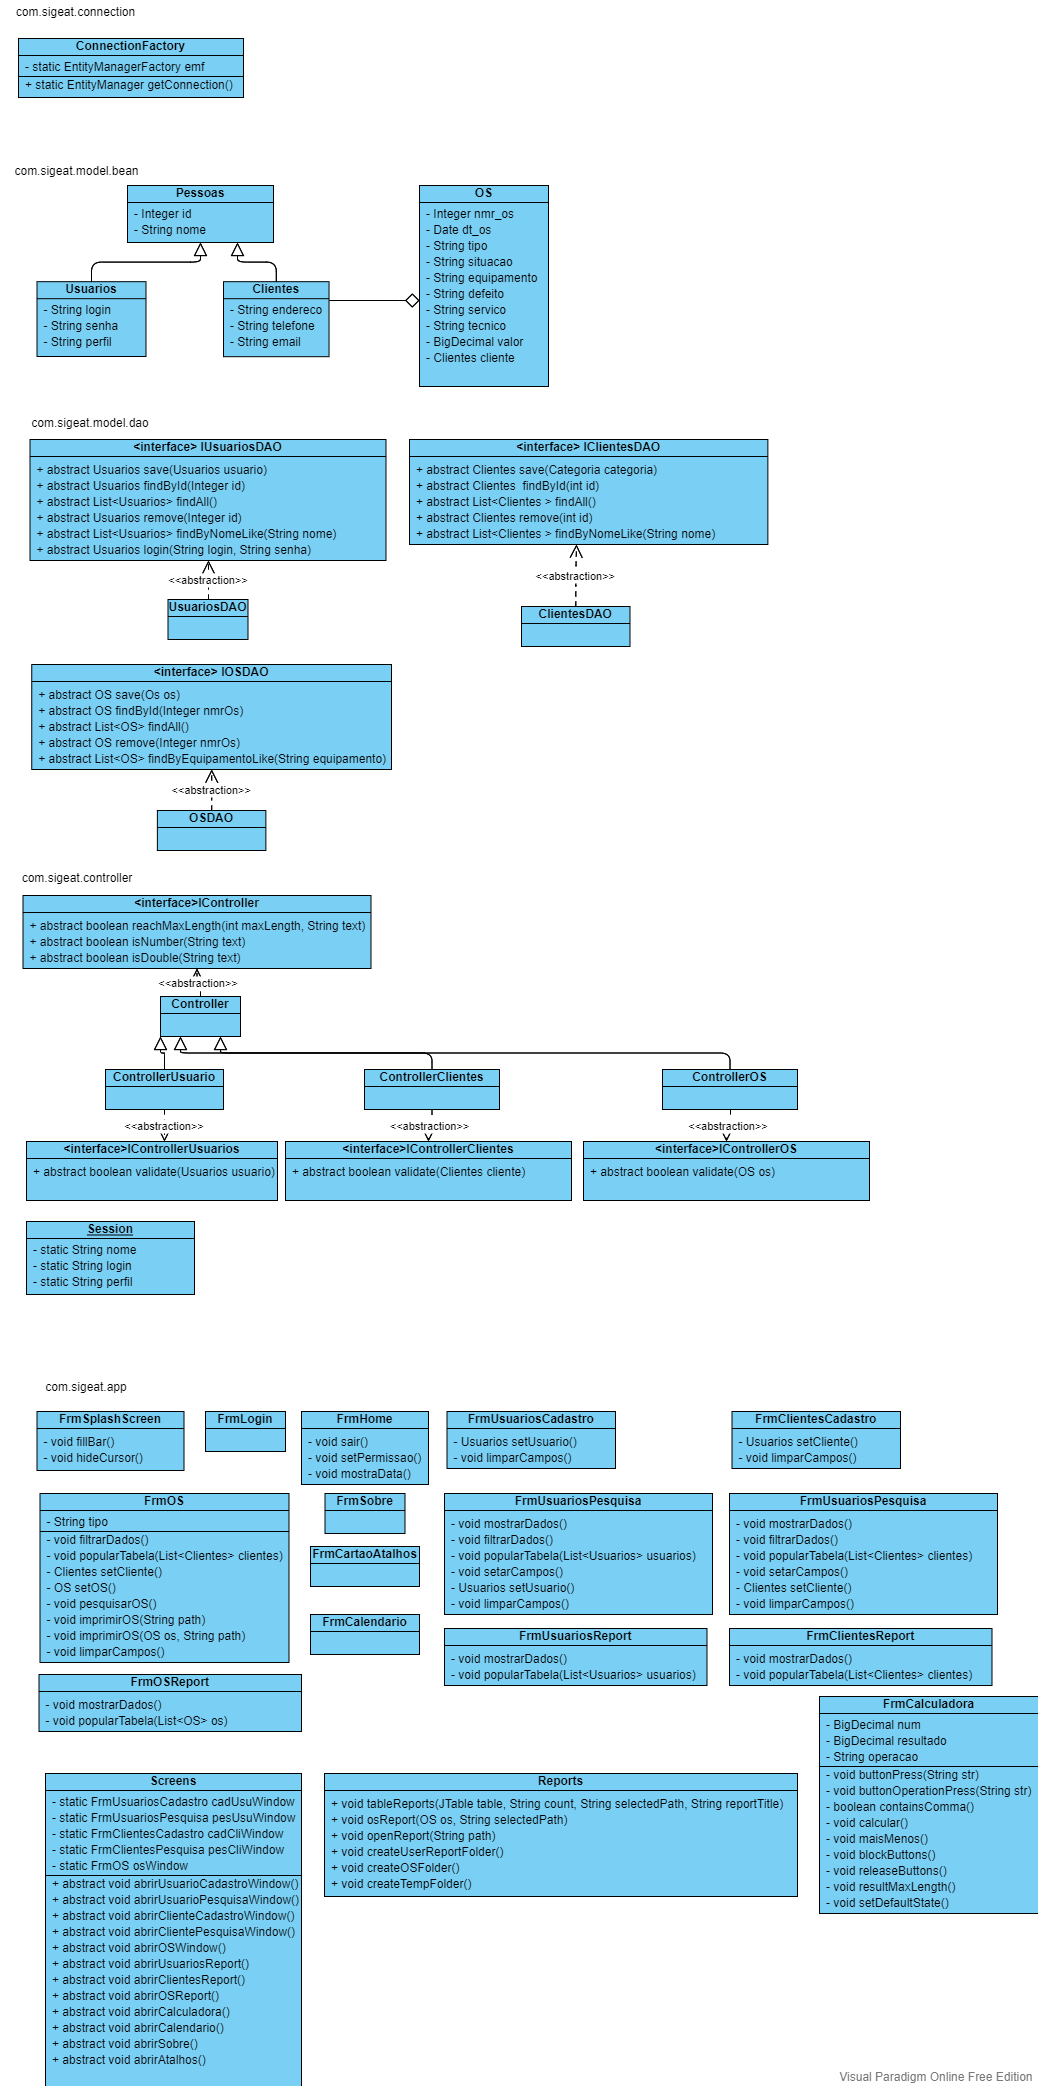 com.sigeat.connection
ConnectionFactory
- static EntityManagerFactory emf
+ static EntityManager getConnection()
com.sigeat.model.bean
Pessoas
- Integer id
- String nome
OS
- Integer nmr_os
- Date dt_os
- String tipo
- String situacao
- String equipamento
- String defeito
- String servico
- String tecnico
- BigDecimal valor
- Clientes cliente
Usuarios
- String login
- String senha
- String perfil
Clientes
- String endereco
- String telefone
- String email
com.sigeat.model.dao
<interface> IUsuariosDAO
+ abstract Usuarios save(Usuarios usuario)
+ abstract Usuarios findById(Integer id)
+ abstract List<Usuarios> findAll()
+ abstract Usuarios remove(Integer id)
+ abstract List<Usuarios> findByNomeLike(String nome)
+ abstract Usuarios login(String login, String senha)
<<abstraction>>
UsuariosDAO
<interface> IClientesDAO
+ abstract Clientes save(Categoria categoria)
+ abstract Clientes  findById(int id)
+ abstract List<Clientes > findAll()
+ abstract Clientes remove(int id)
+ abstract List<Clientes > findByNomeLike(String nome)
<<abstraction>>
ClientesDAO
<interface> IOSDAO
+ abstract OS save(Os os)
+ abstract OS findById(Integer nmrOs)
+ abstract List<OS> findAll()
+ abstract OS remove(Integer nmrOs)
+ abstract List<OS> findByEquipamentoLike(String equipamento)
<<abstraction>>
OSDAO
com.sigeat.controller
<interface>IController
+ abstract boolean reachMaxLength(int maxLength, String text)
+ abstract boolean isNumber(String text)
+ abstract boolean isDouble(String text)
<<abstraction>>
Controller
ControllerUsuario
ControllerClientes
ControllerOS
<<abstraction>>
<<abstraction>>
<<abstraction>>
<interface>IControllerUsuarios
+ abstract boolean validate(Usuarios usuario)
<interface>IControllerClientes
+ abstract boolean validate(Clientes cliente)
<interface>IControllerOS
+ abstract boolean validate(OS os)
Session
- static String nome
- static String login
- static String perfil
com.sigeat.app
FrmSplashScreen
- void fillBar()
- void hideCursor()
FrmLogin
FrmHome
- void sair()
- void setPermissao()
- void mostraData()
FrmUsuariosCadastro
- Usuarios setUsuario()
- void limparCampos()
FrmClientesCadastro
- Usuarios setCliente()
- void limparCampos()
FrmOS
- String tipo
- void filtrarDados()
- void popularTabela(List<Clientes> clientes)
- Clientes setCliente()
- OS setOS()
- void pesquisarOS()
- void imprimirOS(String path)
- void imprimirOS(OS os, String path)
- void limparCampos()
FrmSobre
FrmCartaoAtalhos
FrmCalendario
FrmUsuariosPesquisa
- void mostrarDados()
- void filtrarDados()
- void popularTabela(List<Usuarios> usuarios)
- void setarCampos()
- Usuarios setUsuario()
- void limparCampos()
FrmUsuariosPesquisa
- void mostrarDados()
- void filtrarDados()
- void popularTabela(List<Clientes> clientes)
- void setarCampos()
- Clientes setCliente()
- void limparCampos()
FrmUsuariosReport
- void mostrarDados()
- void popularTabela(List<Usuarios> usuarios)
FrmClientesReport
- void mostrarDados()
- void popularTabela(List<Clientes> clientes)
FrmOSReport
- void mostrarDados()
- void popularTabela(List<OS> os)
FrmCalculadora
- BigDecimal num
- BigDecimal resultado
- String operacao
- void buttonPress(String str)
- void buttonOperationPress(String str)
- boolean containsComma()
- void calcular()
- void maisMenos()
- void blockButtons()
- void releaseButtons()
- void resultMaxLength()
- void setDefaultState()
Screens
- static FrmUsuariosCadastro cadUsuWindow
- static FrmUsuariosPesquisa pesUsuWindow
- static FrmClientesCadastro cadCliWindow
- static FrmClientesPesquisa pesCliWindow
- static FrmOS osWindow
+ abstract void abrirUsuarioCadastroWindow()
+ abstract void abrirUsuarioPesquisaWindow()
+ abstract void abrirClienteCadastroWindow()
+ abstract void abrirClientePesquisaWindow()
+ abstract void abrirOSWindow()
+ abstract void abrirUsuariosReport()
+ abstract void abrirClientesReport()
+ abstract void abrirOSReport()
+ abstract void abrirCalculadora()
+ abstract void abrirCalendario()
+ abstract void abrirSobre()
+ abstract void abrirAtalhos()
Reports
+ void tableReports(JTable table, String count, String selectedPath, String reportTitle)
+ void osReport(OS os, String selectedPath)
+ void openReport(String path)
+ void createUserReportFolder()
+ void createOSFolder()
+ void createTempFolder()
Visual Paradigm Online Free Edition